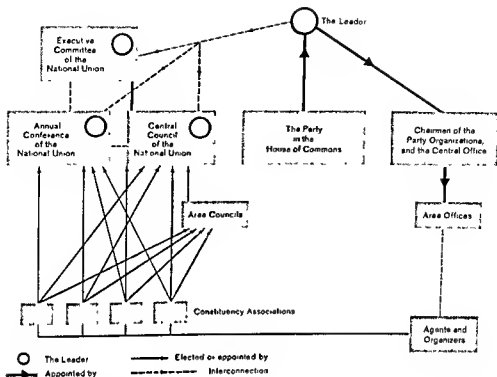 The Leader
Executive
Committee
of the
National Union
Annual
Conference
of the
National Union
Central
Council
of the
National Union
The Party
in the
House of Commons
Chairmen of the
Party Organizations,
and the Central Office
Area Councils
Area Offices
Constituency Associations
Agents and
Organizers
The Leader
Elected or appointed by
Appointed by
Interconnection